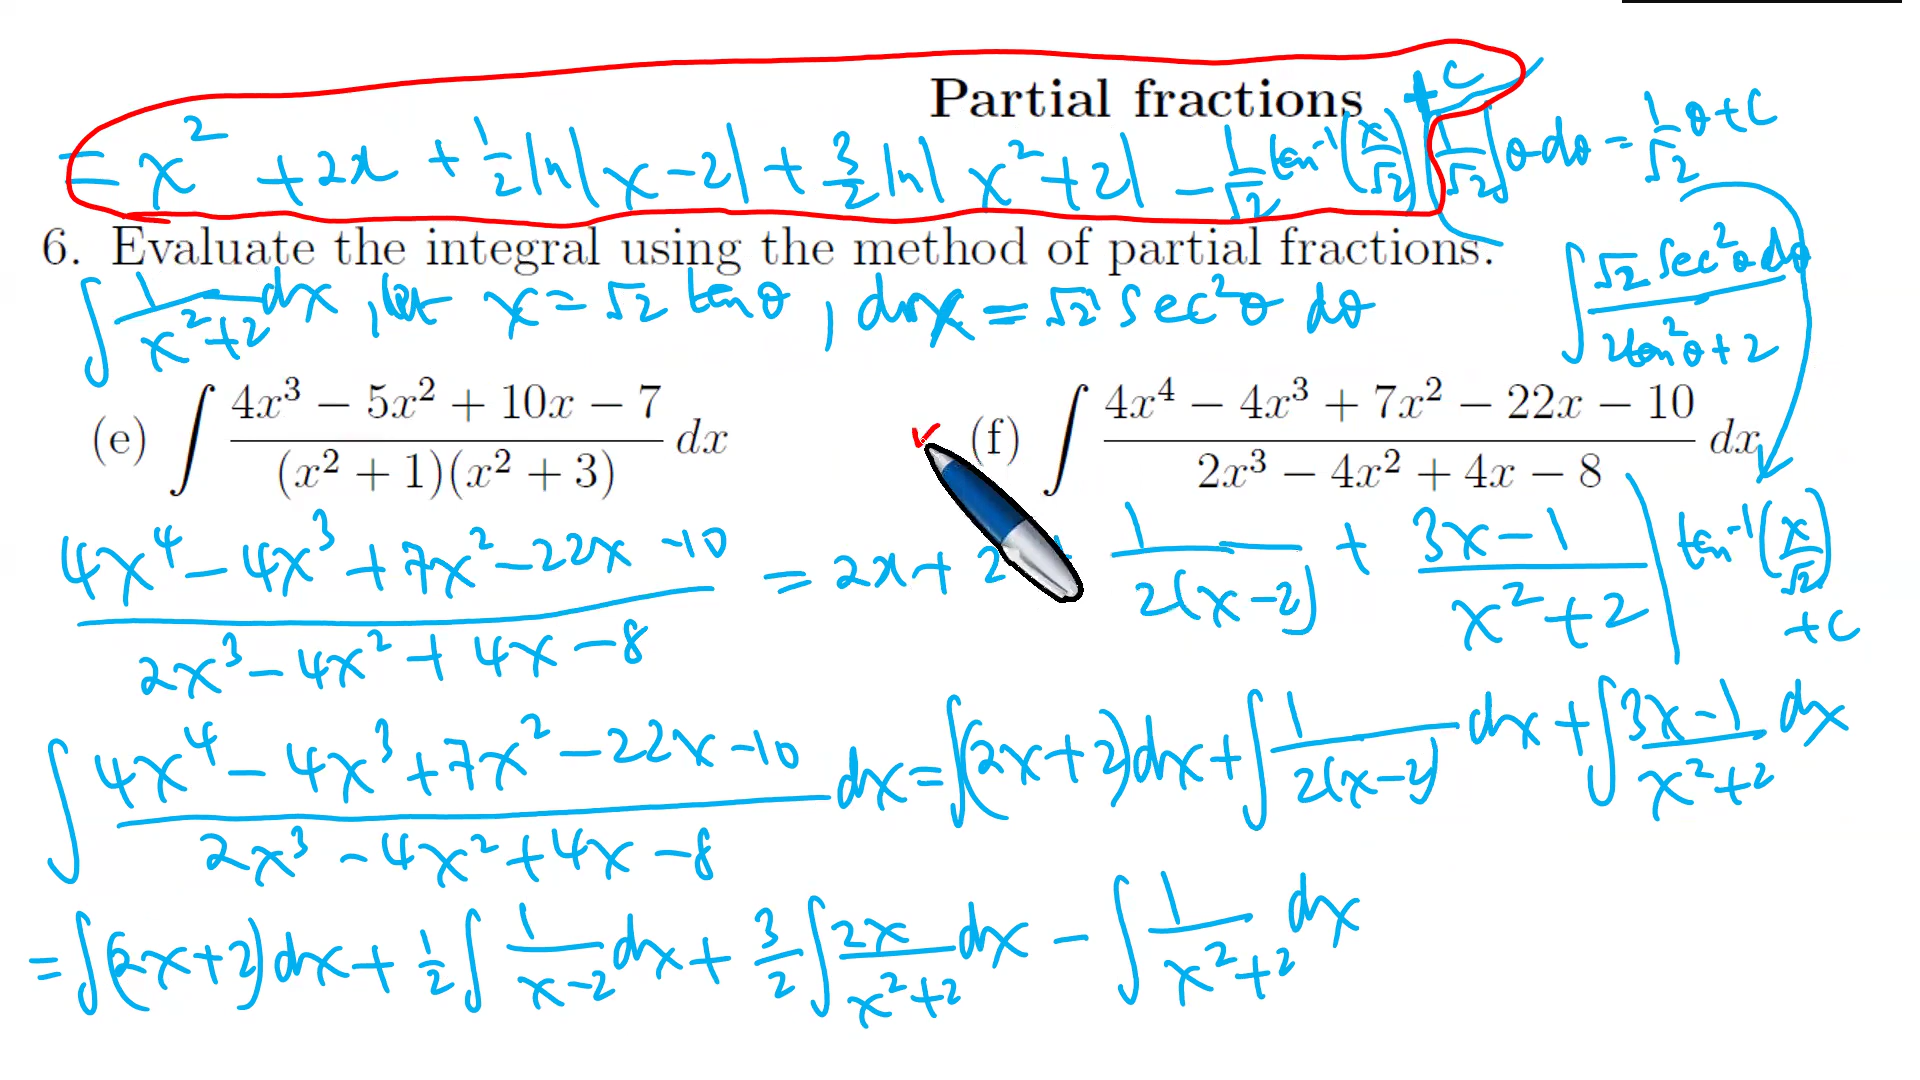 Partial fractions
= x² + 2x + 1/2 ln|x-2| + 3/2 ln|x²+2| - 1/√2 tan⁻¹(x/√2) + C
1/√2 ∫ θ dθ = 1/√2 θ + C
6. Evaluate the integral using the method of partial fractions.
∫ 1/(x²+2) dx, let x = √2 tan θ, dx = √2 sec²θ dθ
∫ (√2 sec²θ dθ)/(2tan²θ + 2)
(e) ∫ (4x³ − 5x² + 10x − 7)/((x² + 1)(x² + 3)) dx
(f) ∫ (4x⁴ − 4x³ + 7x² − 22x − 10)/(2x³ − 4x² + 4x − 8) dx
(4x⁴ - 4x³ + 7x² - 22x - 10)/(2x³ - 4x² + 4x - 8) = 2x + 2 + 1/(2(x-2)) + (3x-1)/(x²+2)
tan⁻¹(x/√2) + C
∫ (4x⁴ - 4x³ + 7x² - 22x - 10)/(2x³ - 4x² + 4x - 8) dx = ∫(2x+2)dx + ∫ 1/(2(x-2)) dx + ∫ (3x-1)/(x²+2) dx
= ∫(2x+2)dx + 1/2 ∫ 1/(x-2) dx + 3/2 ∫ 2x/(x²+2) dx - ∫ 1/(x²+2) dx